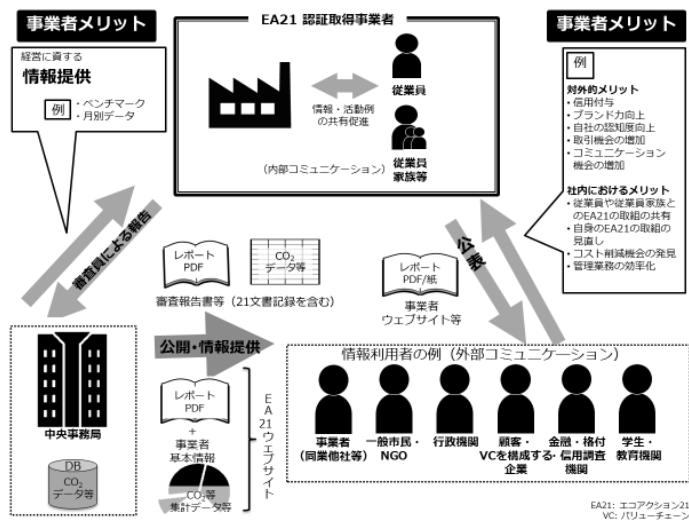 事業者メリット
経営に資する
情報提供
例
・ベンチマーク
・月別データ
EA21 認証取得事業者
従業員
情報・活動例
の共有促進
(内部コミュニケーション)
従業員
家族等
事業者メリット
例
対外的メリット
・信用付与
・ブランド力向上
・自社の認知度向上
・取引機会の増加
・コミュニケーション
機会の増加
社内におけるメリット
・従業員や従業員家族と
のEA21の取組の共有
・自身のEA21の取組の
見直し
・コスト削減機会の発見
・管理業務の効率化
審査員による報告
レポート
PDF
CO2
データ等
審査報告書等(21文書記録を含む)
レポート
PDF/紙
事業者
ウェブサイト等
公表
中央事務局
DB
CO2
データ等
公開・情報提供
レポート
PDF
+
事業者
基本情報
CO2等
集計データ等
EA21ウェブサイト
情報利用者の例(外部コミュニケーション)
事業者
(同業他社等)
一般市民・
NGO
行政機関
顧客・
VCを構成する
企業
金融・格付
・信用調査
機関
学生・
教育機関
EA21: エコアクション21
VC: バリューチェーン